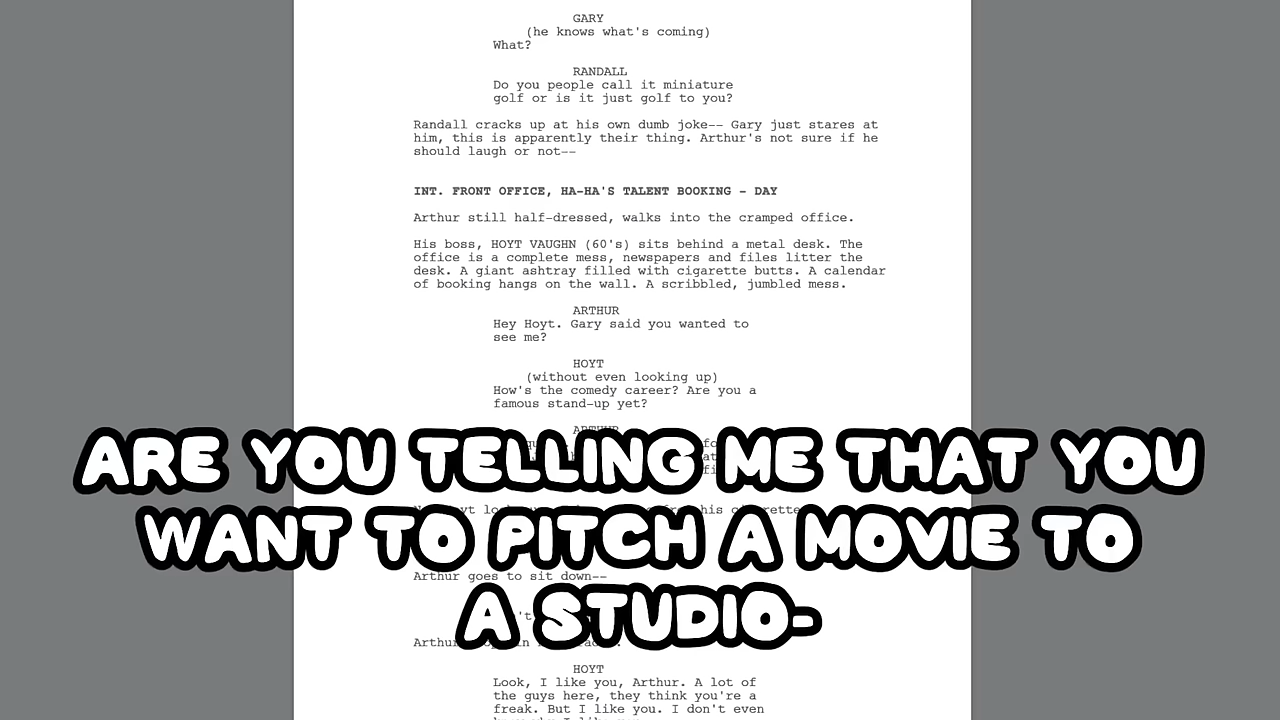 GARY
(he knows what's coming)
What?
RANDALL
Do you people call it miniature
golf or is it just golf to you?
Randall cracks up at his own dumb joke-- Gary just stares at
him, this is apparently their thing. Arthur's not sure if he
should laugh or not--
INT. FRONT OFFICE, HA-HA'S TALENT BOOKING - DAY
Arthur still half-dressed, walks into the cramped office.
His boss, HOYT VAUGHN (60's) sits behind a metal desk. The
office is a complete mess, newspapers and files litter the
desk. A giant ashtray filled with cigarette butts. A calendar
of booking hangs on the wall. A scribbled, jumbled mess.
ARTHUR
Hey Hoyt. Gary said you wanted to
see me?
HOYT
(without even looking up)
How's the comedy career? Are you a
famous stand-up yet?
ARE YOU TELLING ME THAT YOU
WANT TO PITCH A MOVIE TO
Arthur goes to sit down--
A STUDIO-
HOYT
Look, I like you, Arthur. A lot of
the guys here, they think you're a
freak. But I like you. I don't even